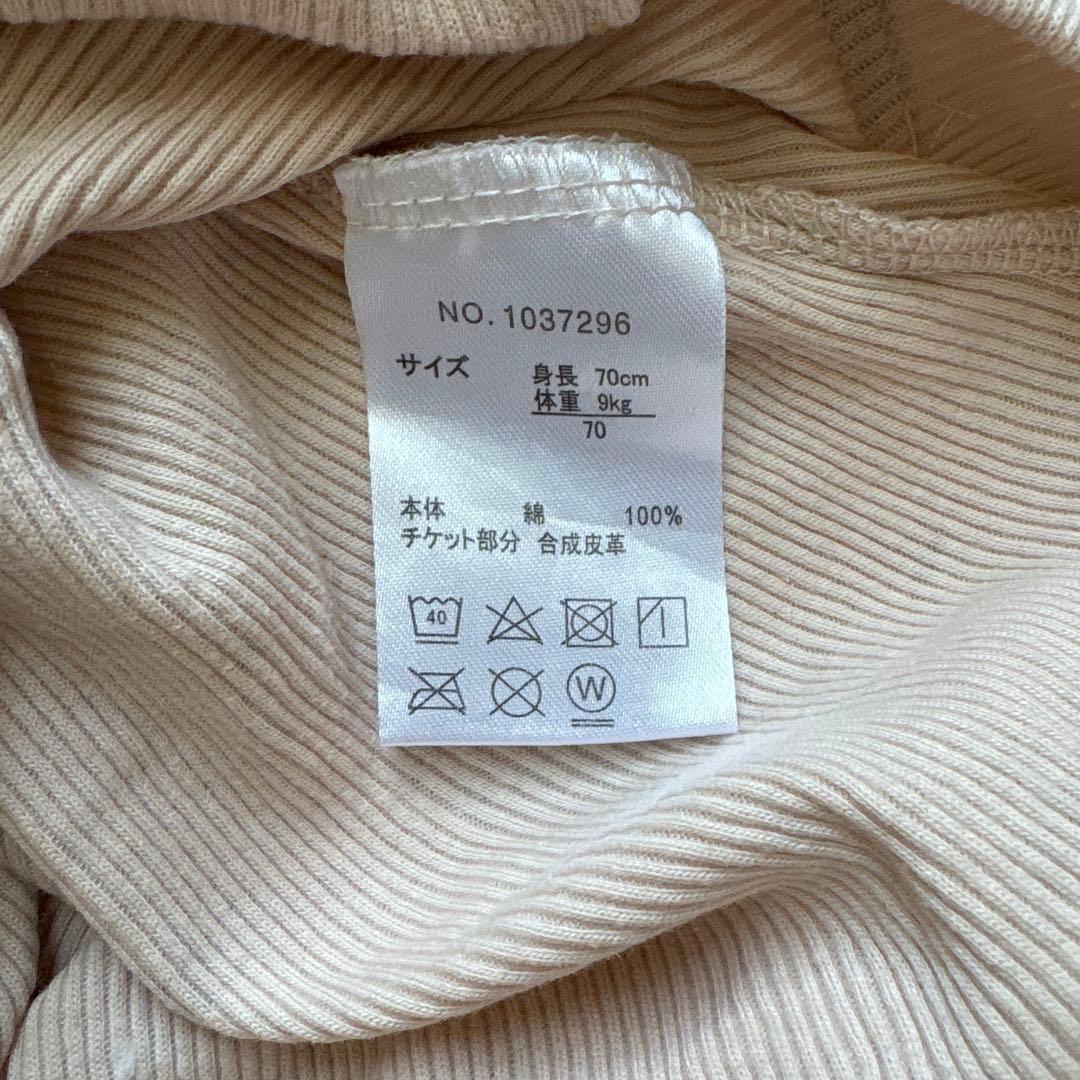 NO. 1037296
サイズ 身長 70cm
体重 9kg
70
本体 綿 100%
チケット部分 合成皮革
40
W